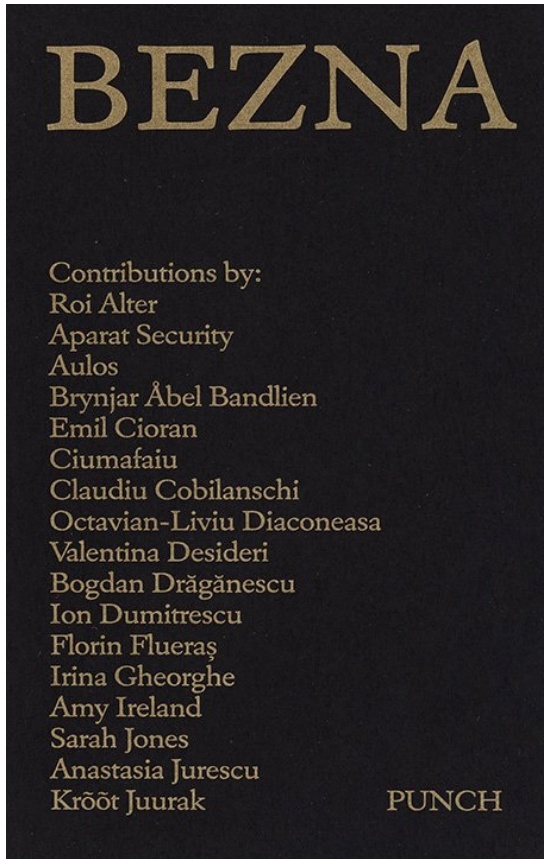 BEZNA
Contributions by:
Roi Alter
Aparat Security
Aulos
Brynjar Åbel Bandlien
Emil Cioran
Ciumafaiu
Claudiu Cobilanschi
Octavian-Liviu Diaconeasa
Valentina Desideri
Bogdan Drăgănescu
Ion Dumitrescu
Florin Flueraș
Irina Gheorghe
Amy Ireland
Sarah Jones
Anastasia Jurescu
Krõõt Juurak
PUNCH